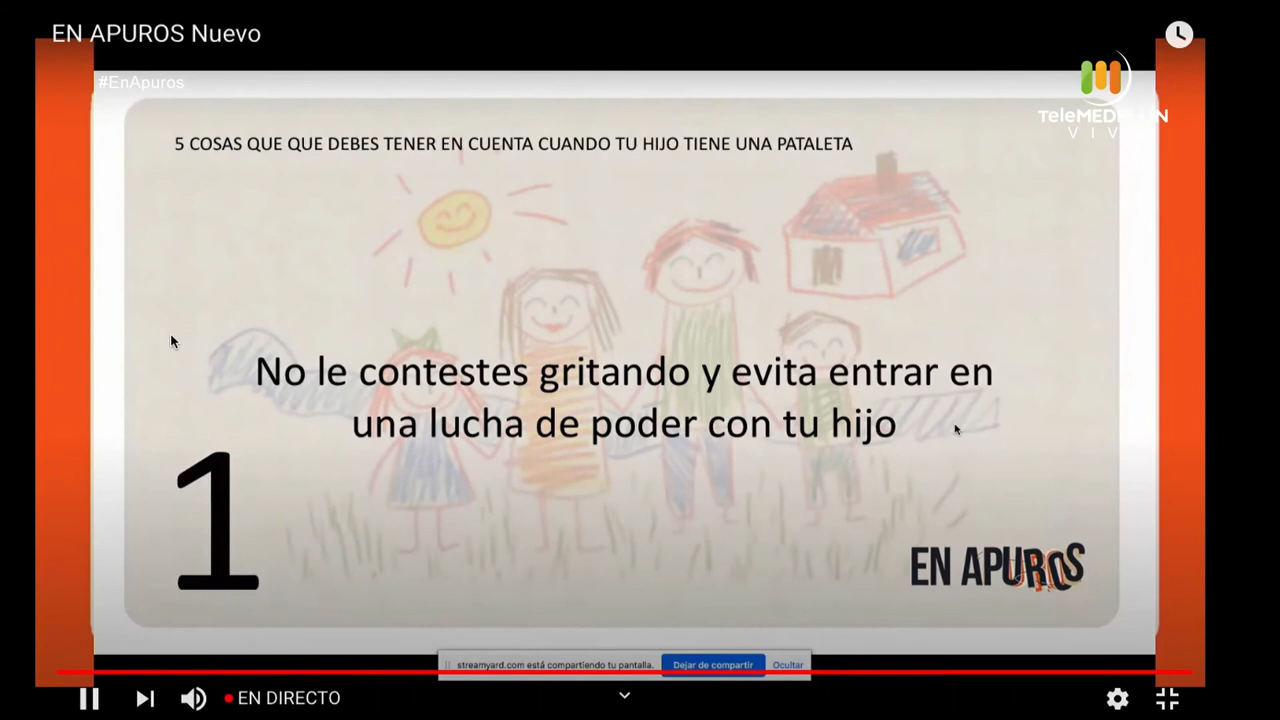 EN APUROS Nuevo
#EnApuros
TeleMEDELLÍN
VIVO
5 COSAS QUE QUE DEBES TENER EN CUENTA CUANDO TU HIJO TIENE UNA PATALETA
No le contestes gritando y evita entrar en
una lucha de poder con tu hijo
1
EN APUROS
streamyard.com está compartiendo tu pantalla. Dejar de compartir Ocultar
EN DIRECTO